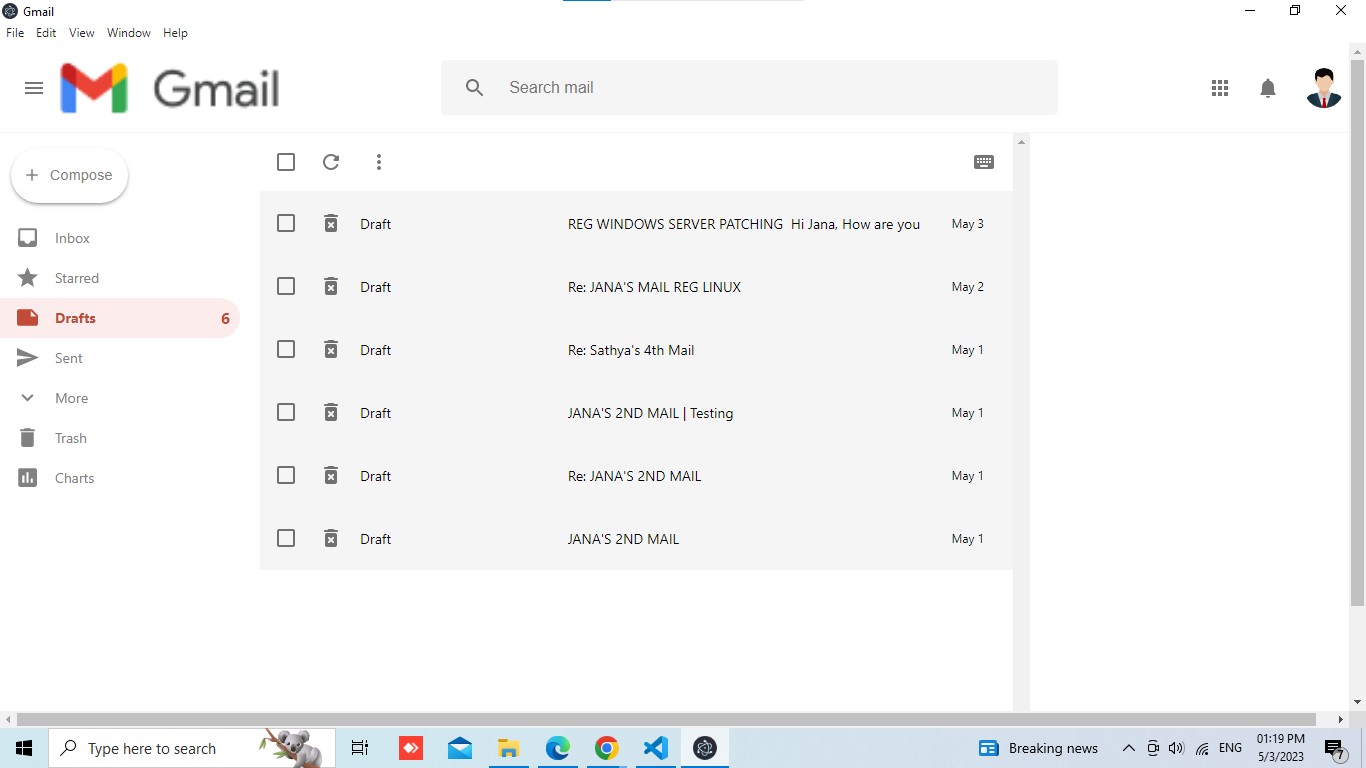 Gmail
File Edit View Window Help
Gmail
Search mail
Compose
Inbox
Starred
Drafts 6
Sent
More
Trash
Charts
Draft REG WINDOWS SERVER PATCHING Hi Jana, How are you May 3
Draft Re: JANA'S MAIL REG LINUX May 2
Draft Re: Sathya's 4th Mail May 1
Draft JANA'S 2ND MAIL | Testing May 1
Draft Re: JANA'S 2ND MAIL May 1
Draft JANA'S 2ND MAIL May 1
Type here to search
Breaking news
ENG
01:19 PM
5/3/2023
7